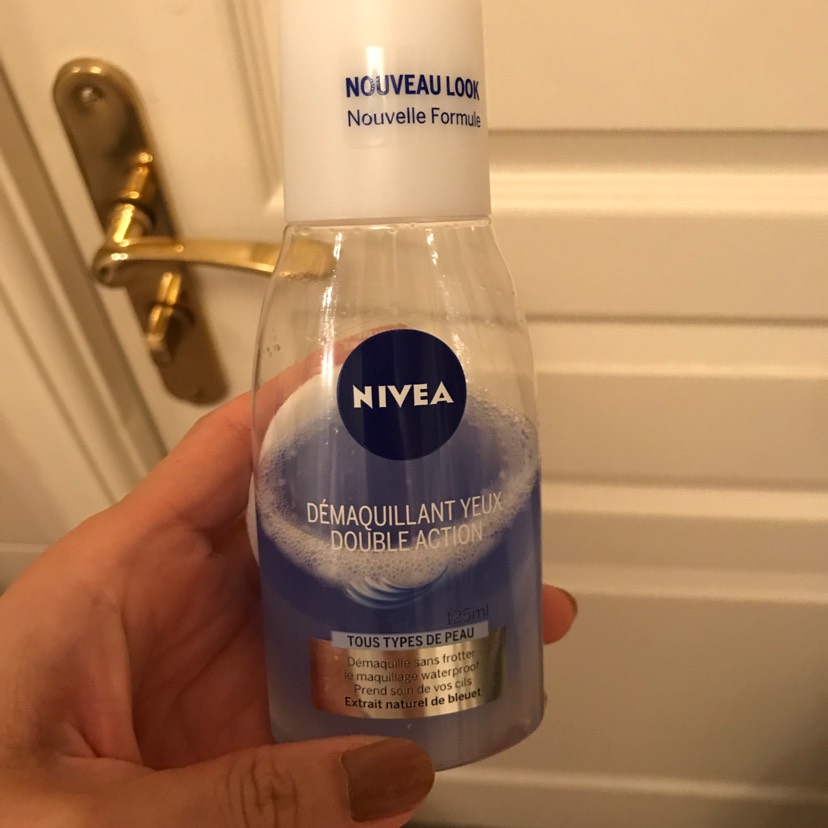 NOUVEAU LOOK
Nouvelle Formule
NIVEA
DÉMAQUILLANT YEUX
DOUBLE ACTION
125ml
TOUS TYPES DE PEAU
Démaquille sans frotter
le maquillage waterproof
Prend soin de vos cils
Extrait naturel de bleuet